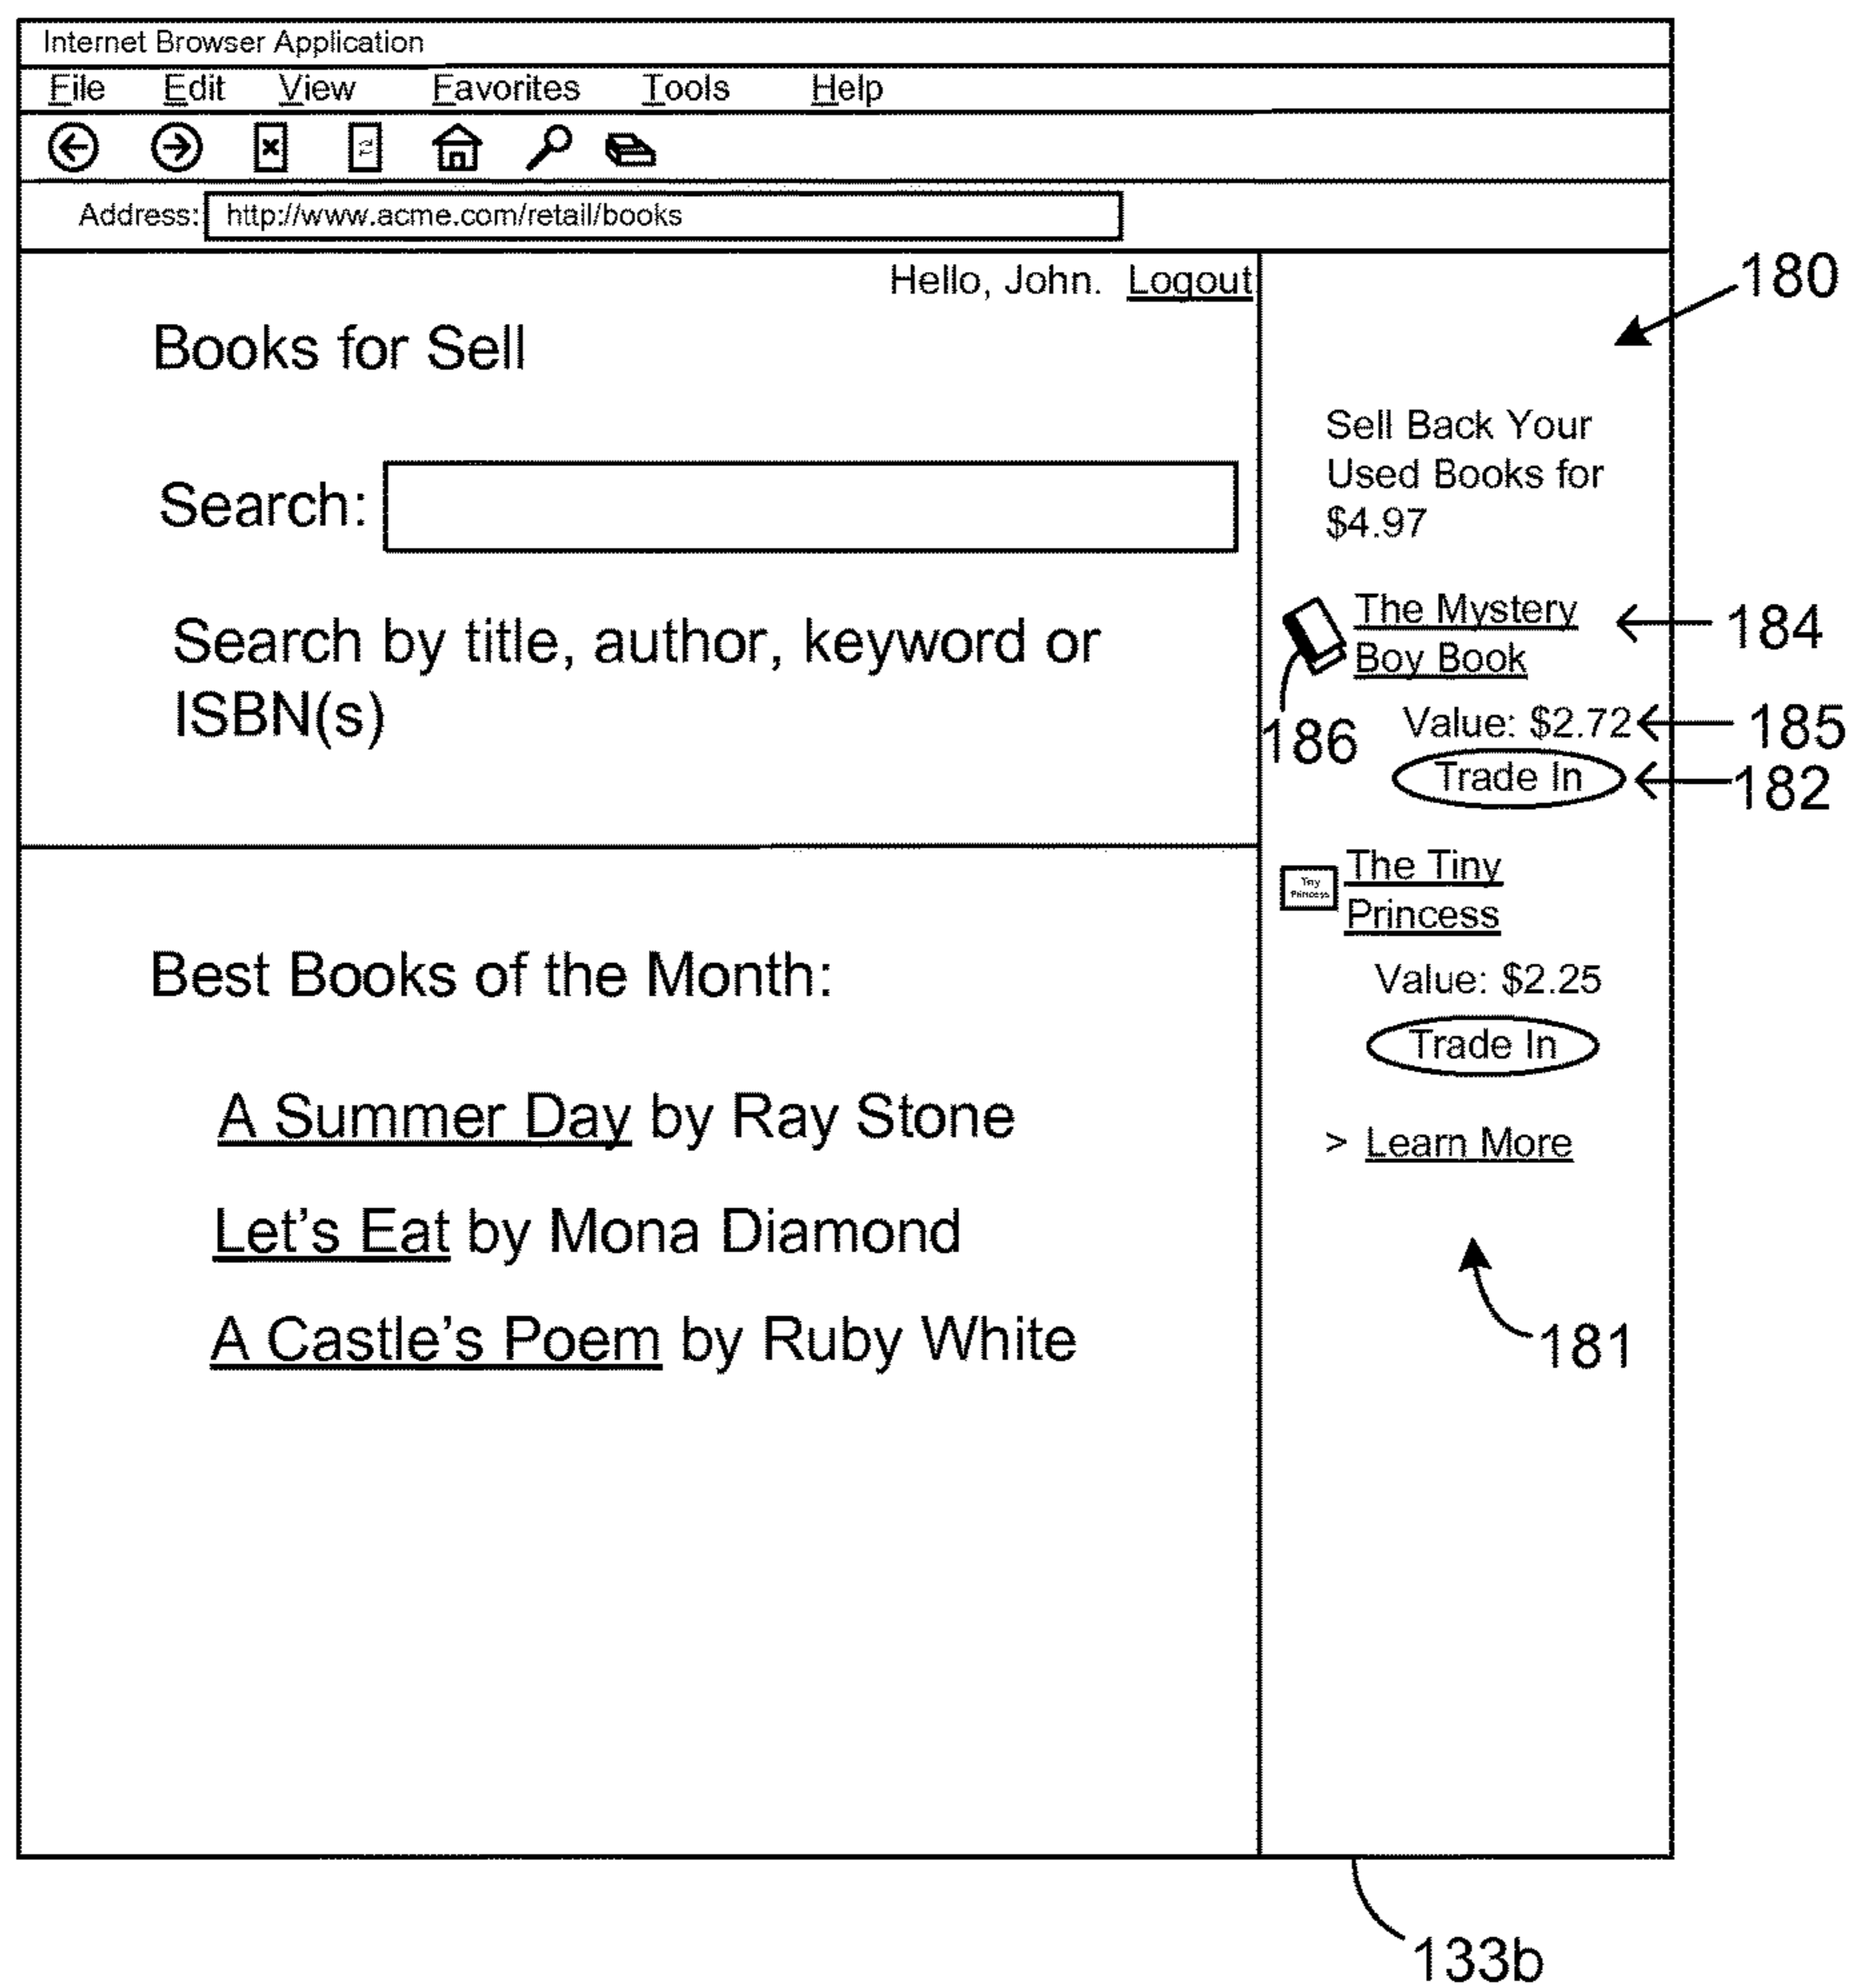 Internet Browser Application
File Edit View Favorites Tools Help
Address: http://www.acme.com/retail/books
Hello, John. Logout
Books for Sell
Search:
Search by title, author, keyword or
ISBN(s)
Best Books of the Month:
A Summer Day by Ray Stone
Let's Eat by Mona Diamond
A Castle's Poem by Ruby White
180
Sell Back Your
Used Books for
$4.97
The Mystery
Boy Book
184
186
Value: $2.72
185
Trade In
182
Tiny
Princess
The Tiny
Princess
Value: $2.25
Trade In
> Learn More
181
133b